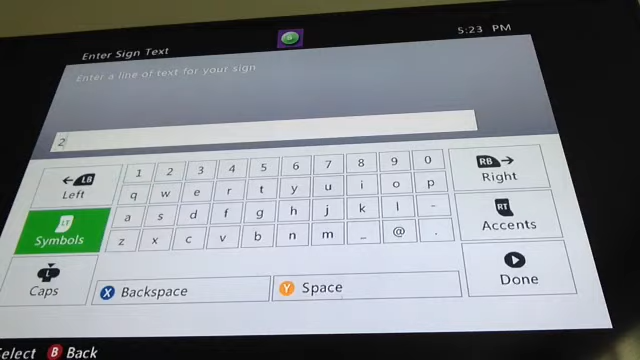 5:23 PM
Enter Sign Text
Enter a line of text for your sign
2
LB
Left
1 2 3 4 5 6 7 8 9 0
RB
Right
q w e r t y u i o p
LT
Symbols
a s d f g h j k l -
RT
Accents
z x c v b n m _ @ .
L
Caps
X Backspace
Y Space
Done
Select B Back